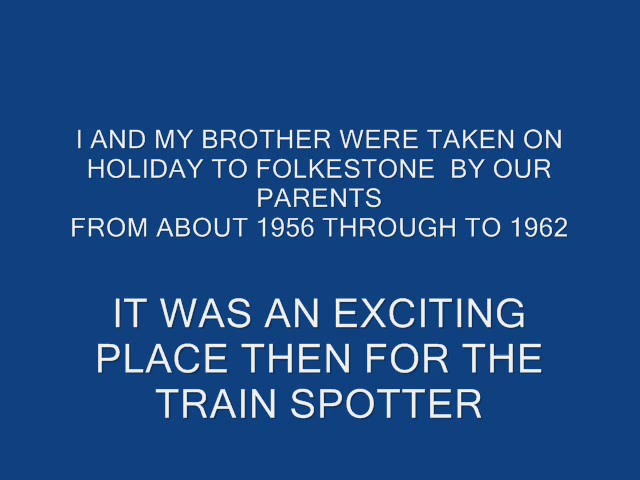 I AND MY BROTHER WERE TAKEN ON
HOLIDAY TO FOLKESTONE BY OUR
PARENTS
FROM ABOUT 1956 THROUGH TO 1962
IT WAS AN EXCITING
PLACE THEN FOR THE
TRAIN SPOTTER